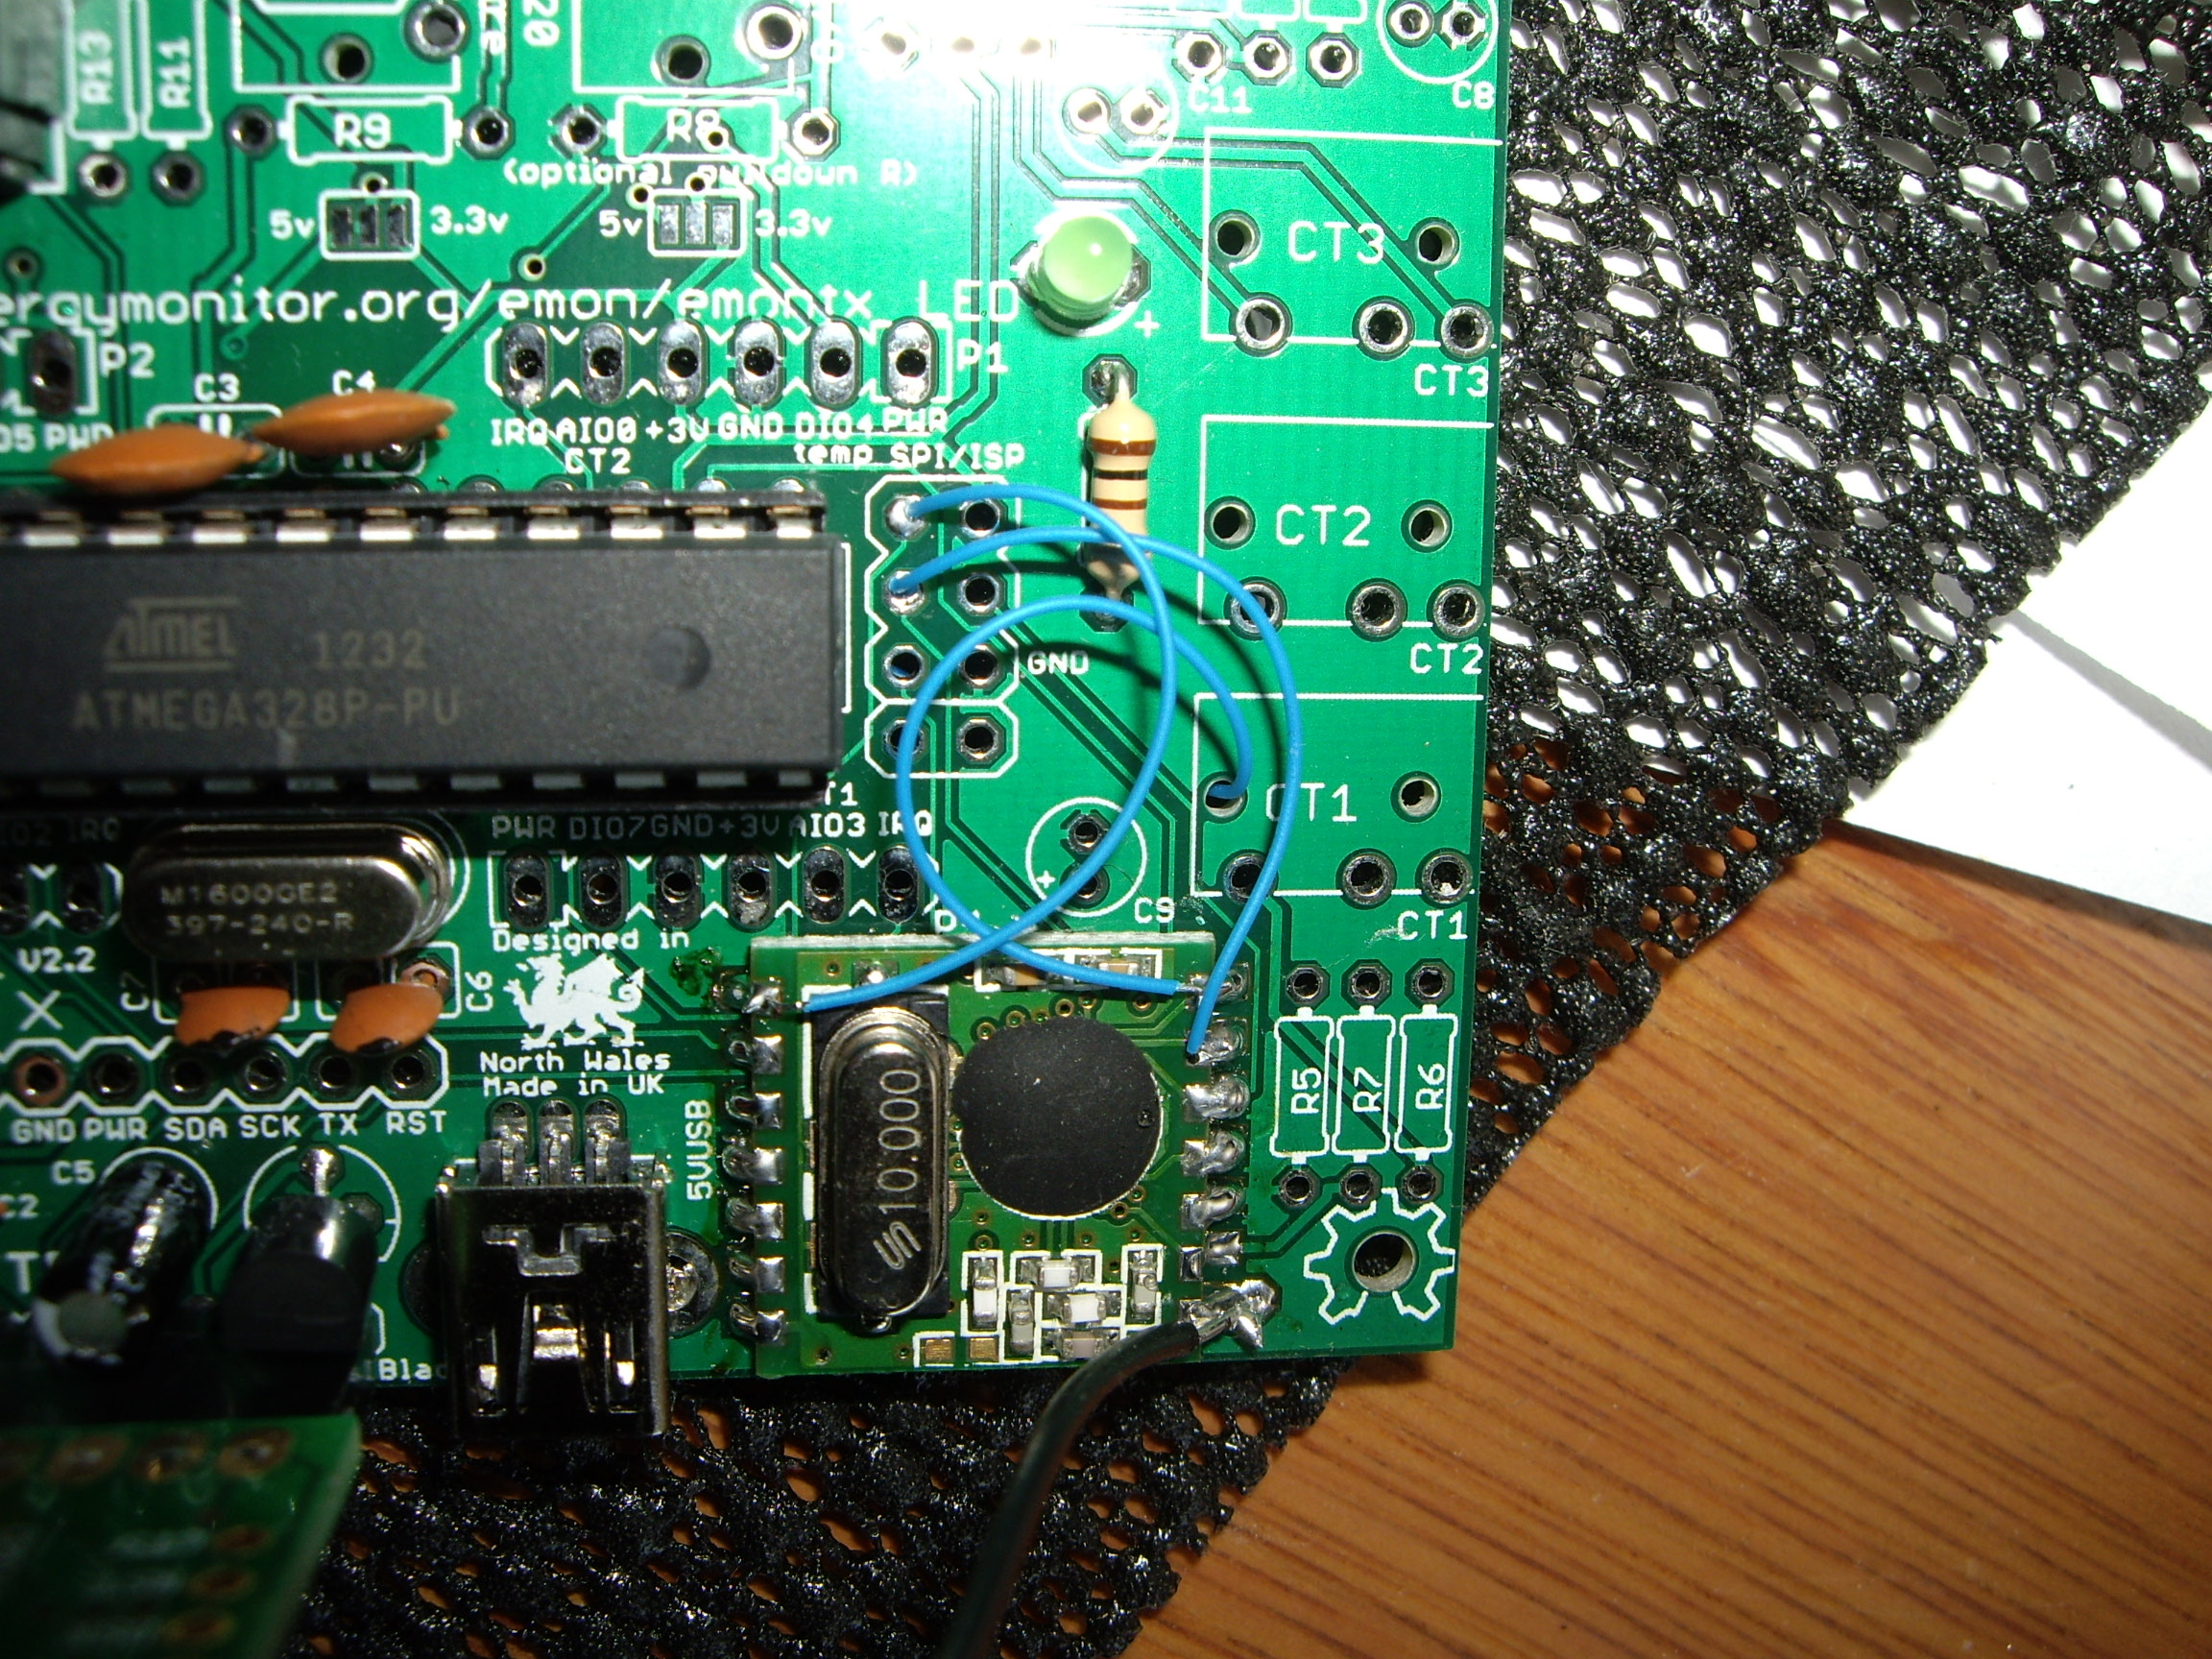 R13
R11
R9
R8
(optional pulldown R)
C11
C8
5v
3.3v
5v
3.3v
CT3
CT3
ergymonitor.org/emon/emontx
LED
+
P2
P1
C3
C4
IRQ AIO0 +3V GND DIO4 PWR
CT2
temp
SPI/ISP
CT2
CT2
GND
ATMEL
1232
ATMEGA328P-PU
CT1
CT1
IRQ
PWR DIO7 GND +3V AIO3 IRQ
M16000E2
397-240-R
Designed in
C9
+
V2.2
X
C7
C6
North Wales
Made in UK
GND PWR SDA SCK TX RST
5VUSB
10.000
R5
R7
R6
C5
C2